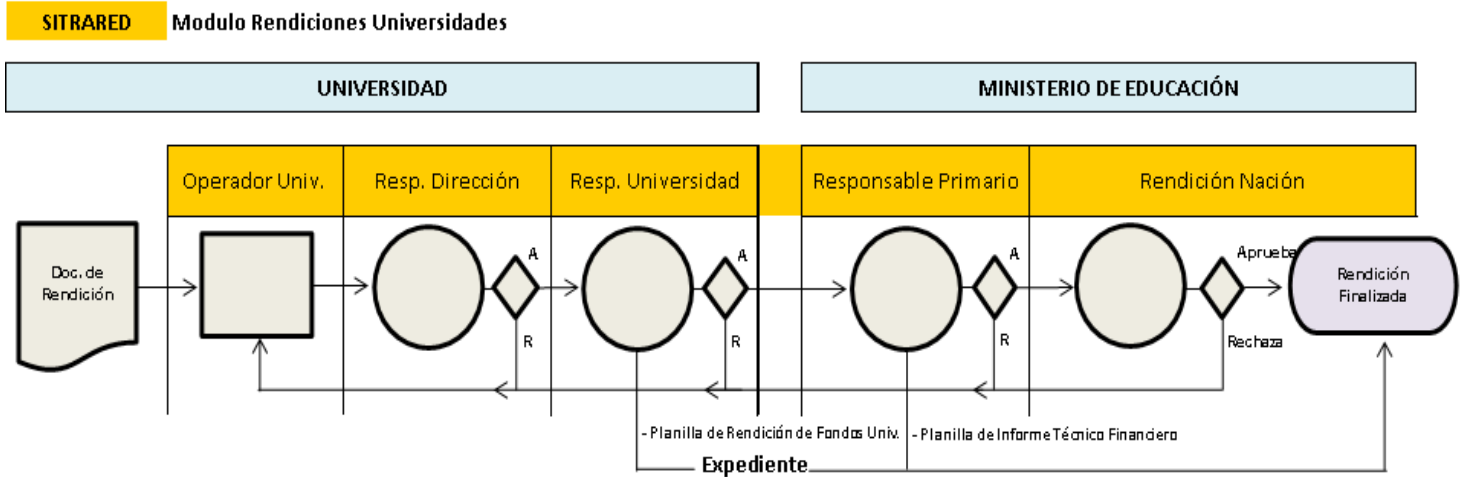 SITRARED Modulo Rendiciones Universidades
UNIVERSIDAD
MINISTERIO DE EDUCACIÓN
Operador Univ.
Resp. Dirección
Resp. Universidad
Responsable Primario
Rendición Nación
Doc. de
Rendición
A
A
A
Aprueba
Rendición
Finalizada
R
R
R
Rechaza
- Planilla de Rendición de Fondos Univ.
- Planilla de Informe Técnico Financiero
Expediente